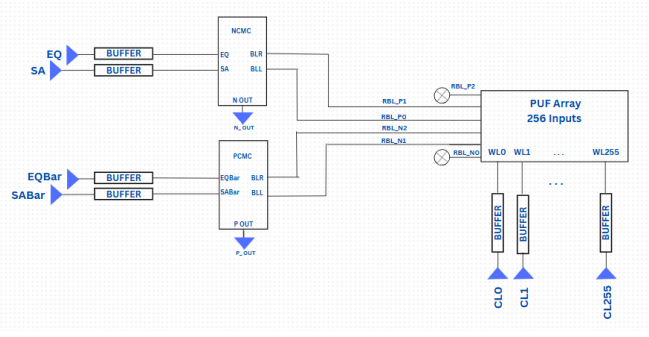 NCMC
EQ
BUFFER
EQ
BLR
SA
BUFFER
SA
BLL
N OUT
N_OUT
RBL_P2
RBL_P1
RBL_P0
RBL_N2
RBL_N1
RBL_N0
PUF Array
256 Inputs
WL0
WL1
...
WL255
...
PCMC
EQBar
BUFFER
EQBar
BLR
SABar
BUFFER
SABar
BLL
P OUT
P_OUT
BUFFER
BUFFER
BUFFER
CL0
CL1
CL255